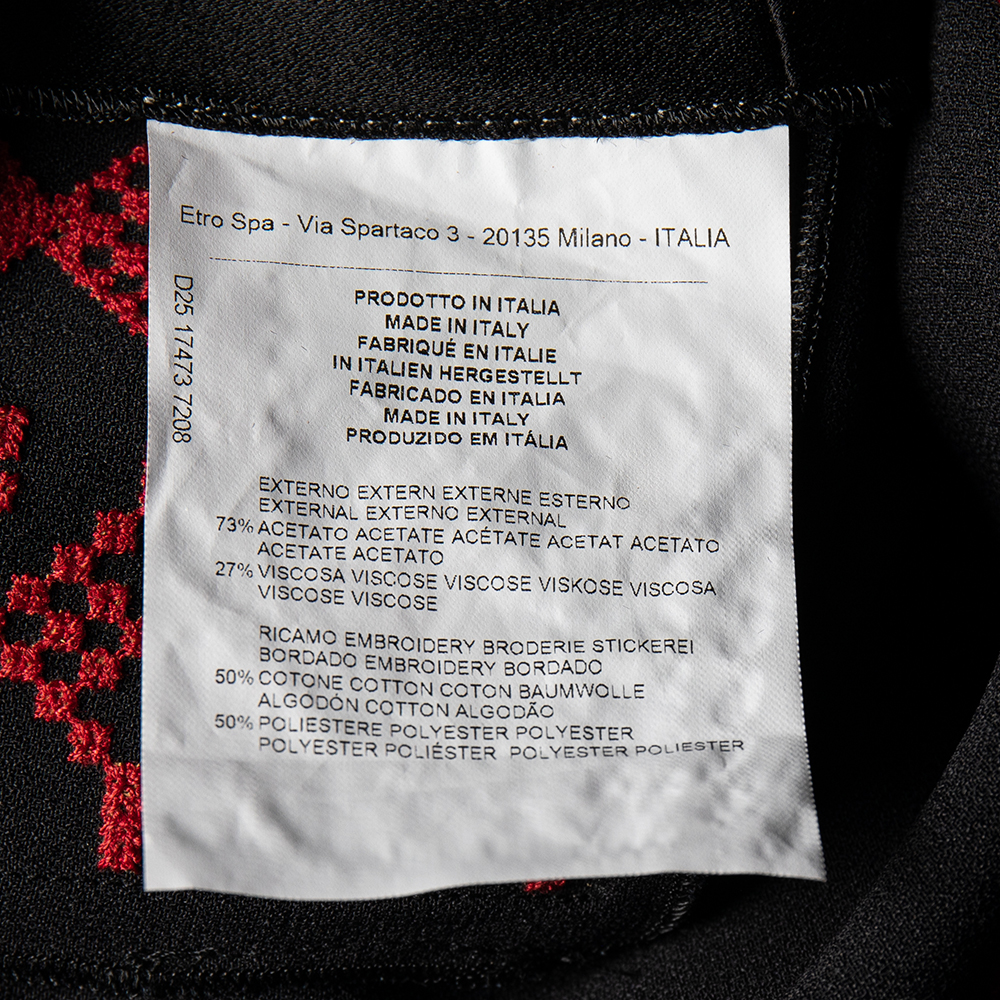 Etro Spa - Via Spartaco 3 - 20135 Milano - ITALIA
D25 17473 7208
PRODOTTO IN ITALIA
MADE IN ITALY
FABRIQUÉ EN ITALIE
IN ITALIEN HERGESTELLT
FABRICADO EN ITALIA
MADE IN ITALY
PRODUZIDO EM ITÁLIA
EXTERNO EXTERN EXTERNE ESTERNO
EXTERNAL EXTERNO EXTERNAL
73% ACETATO ACETATE ACÉTATE ACETAT ACETATO
ACETATE ACETATO
27% VISCOSA VISCOSE VISCOSE VISKOSE VISCOSA
VISCOSE VISCOSE
RICAMO EMBROIDERY BRODERIE STICKEREI
BORDADO EMBROIDERY BORDADO
50% COTONE COTTON COTON BAUMWOLLE
ALGODÓN COTTON ALGODÃO
50% POLIESTERE POLYESTER POLYESTER
POLYESTER POLIÉSTER POLYESTER POLIESTER